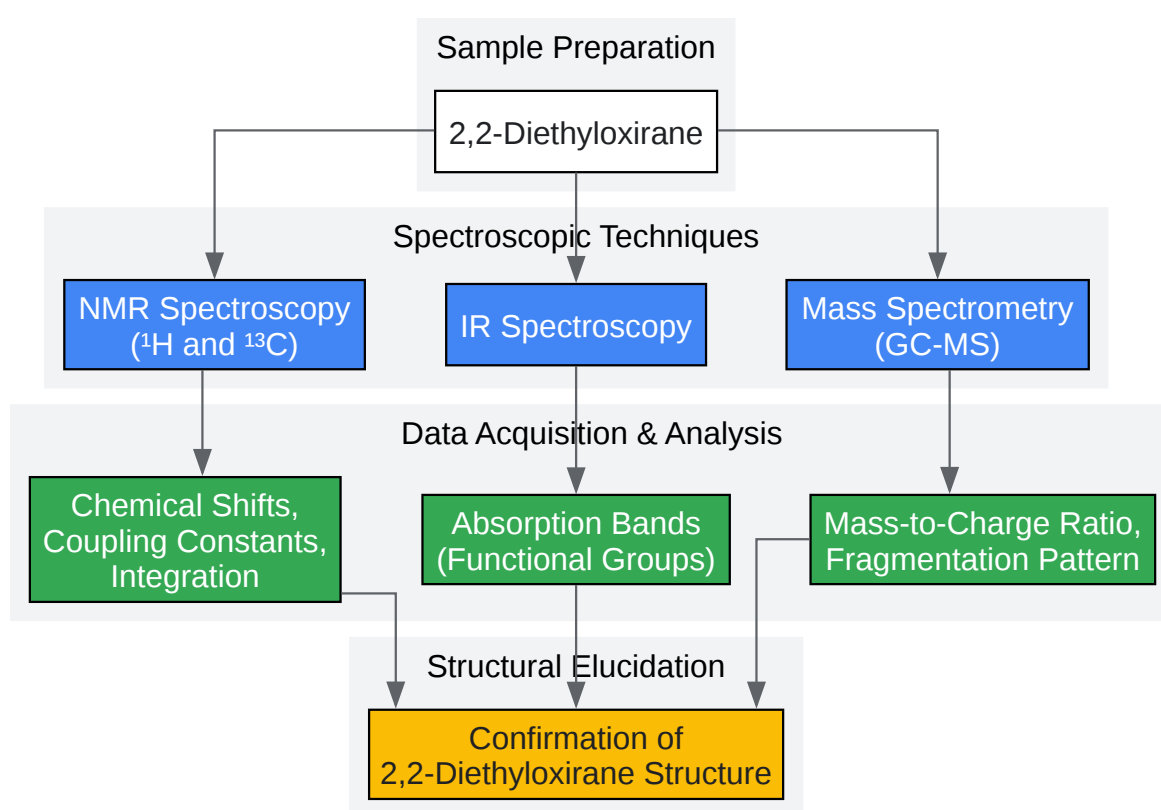 Sample Preparation
2,2-Diethyloxirane
Spectroscopic Techniques
NMR Spectroscopy
(¹H and ¹³C)
IR Spectroscopy
Mass Spectrometry
(GC-MS)
Data Acquisition & Analysis
Chemical Shifts,
Coupling Constants,
Integration
Absorption Bands
(Functional Groups)
Mass-to-Charge Ratio,
Fragmentation Pattern
Structural Elucidation
Confirmation of
2,2-Diethyloxirane Structure